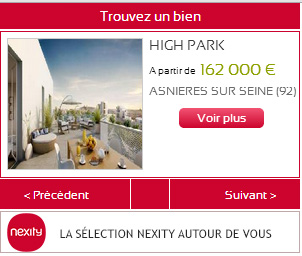 Trouvez un bien
HIGH PARK
A partir de 162 000 €
ASNIERES SUR SEINE (92)
Voir plus
< Précédent
Suivant >
nexity
LA SÉLECTION NEXITY AUTOUR DE VOUS